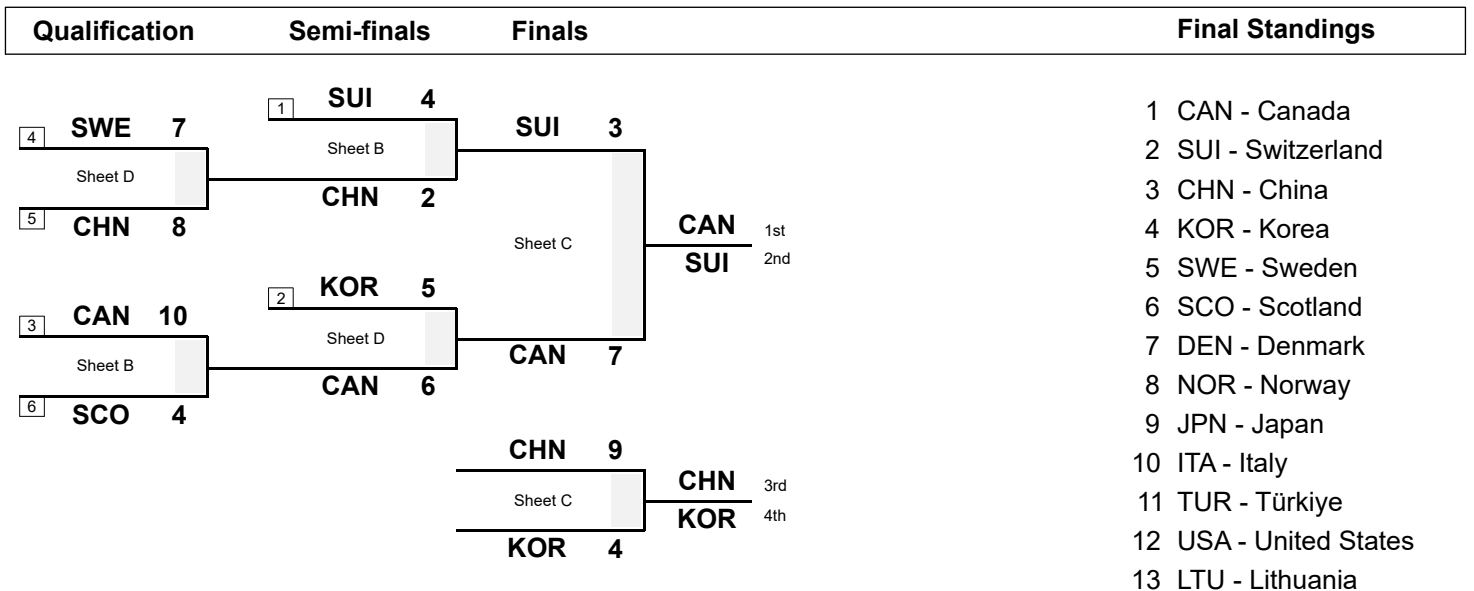 Qualification Semi-finals Finals Final Standings
1 SUI 4
Sheet B
CHN 2
4 SWE 7
Sheet D
5 CHN 8
2 KOR 5
Sheet D
CAN 6
3 CAN 10
Sheet B
6 SCO 4
SUI 3
Sheet C
CAN 7
CAN 1st
SUI 2nd
CHN 9
Sheet C
KOR 4
CHN 3rd
KOR 4th
1 CAN - Canada
2 SUI - Switzerland
3 CHN - China
4 KOR - Korea
5 SWE - Sweden
6 SCO - Scotland
7 DEN - Denmark
8 NOR - Norway
9 JPN - Japan
10 ITA - Italy
11 TUR - Türkiye
12 USA - United States
13 LTU - Lithuania